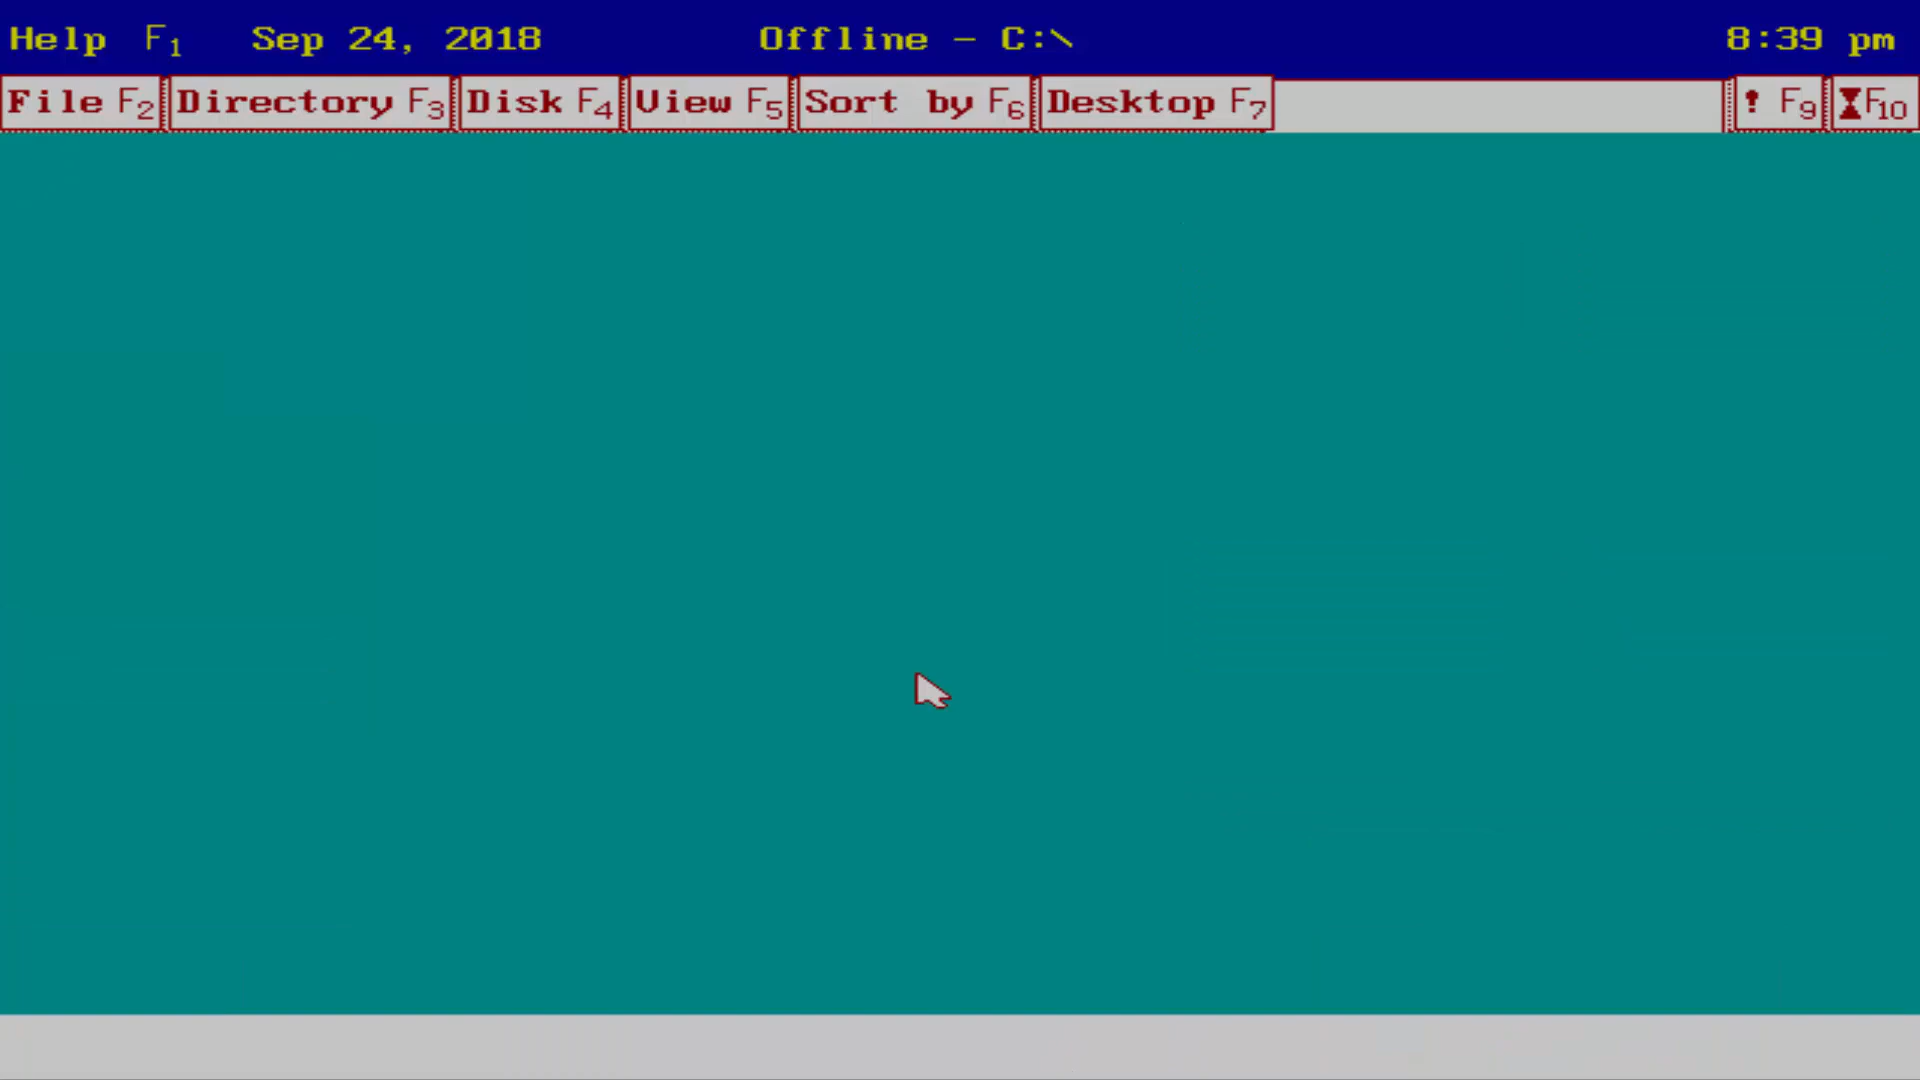 Help F1 Sep 24, 2018 Offline - C:\ 8:39 pm
File F2 Directory F3 Disk F4 View F5 Sort by F6 Desktop F7 ! F9 F10